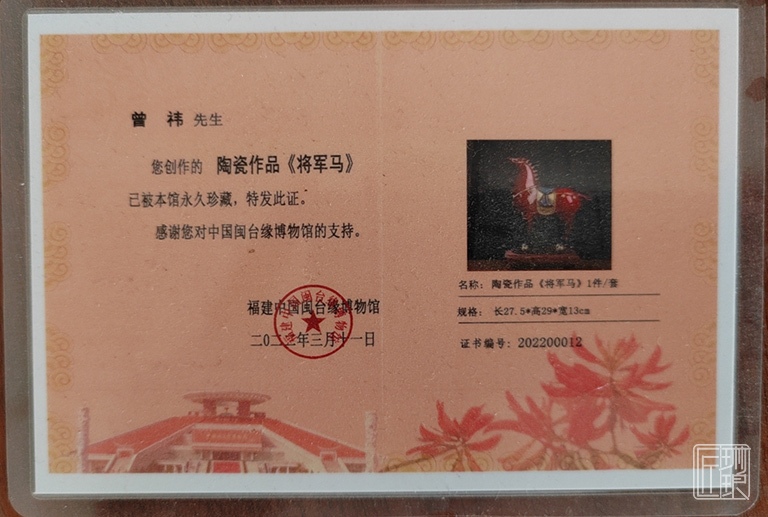 曾祎 先生
您创作的 陶瓷作品《将军马》
已被本馆永久珍藏，特发此证。
感谢您对中国闽台缘博物馆的支持。
福建中国闽台缘博物馆
二〇二二年三月十一日
名称： 陶瓷作品《将军马》1件/套
规格： 长27.5*高29*宽13cm
证书编号：202200012